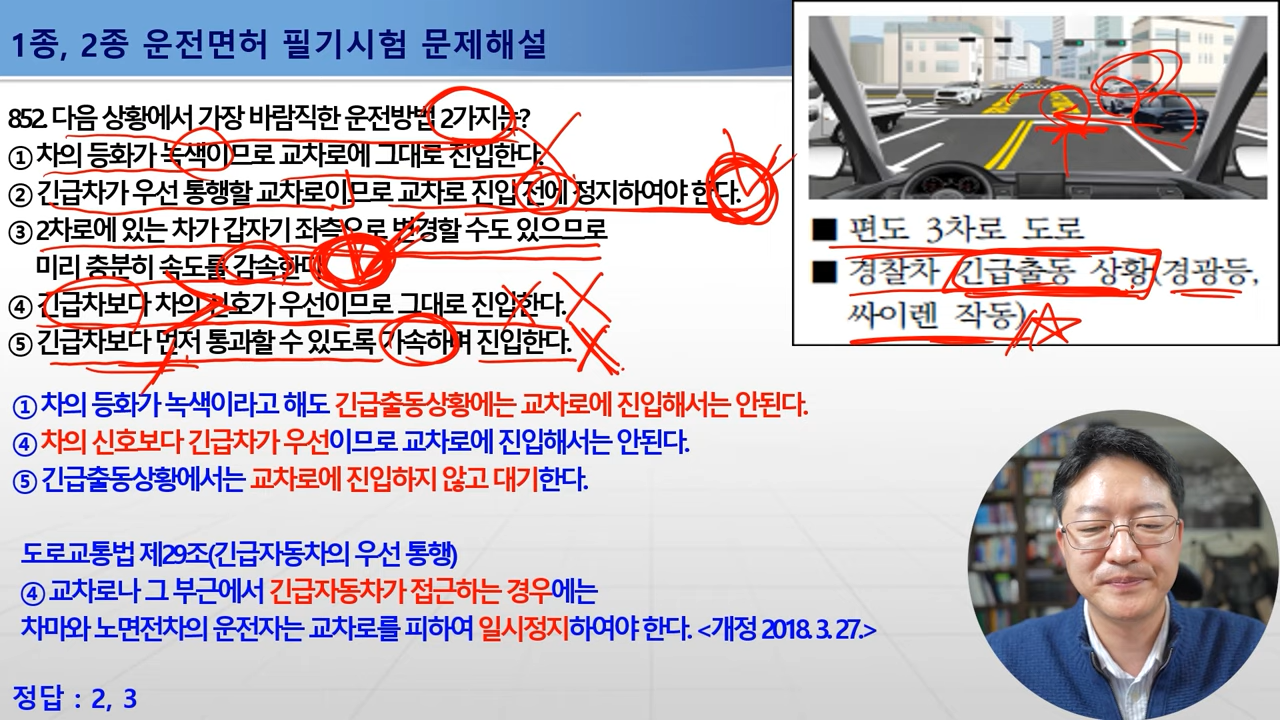 1종, 2종 운전면허 필기시험 문제해설
852. 다음 상황에서 가장 바람직한 운전방법 2가지는?
① 차의 등화가 녹색이므로 교차로에 그대로 진입한다.
② 긴급차가 우선 통행할 교차로이므로 교차로 진입 전에 정지하여야 한다.
③ 2차로에 있는 차가 갑자기 좌측으로 변경할 수도 있으므로
미리 충분히 속도를 감속한다.
④ 긴급차보다 차의 신호가 우선이므로 그대로 진입한다.
⑤ 긴급차보다 먼저 통과할 수 있도록 가속하며 진입한다.
■ 편도 3차로 도로
■ 경찰차 긴급출동 상황(경광등,
싸이렌 작동)
① 차의 등화가 녹색이라고 해도 긴급출동상황에는 교차로에 진입해서는 안된다.
④ 차의 신호보다 긴급차가 우선이므로 교차로에 진입해서는 안된다.
⑤ 긴급출동상황에서는 교차로에 진입하지 않고 대기한다.
도로교통법 제29조(긴급자동차의 우선 통행)
④ 교차로나 그 부근에서 긴급자동차가 접근하는 경우에는
차마와 노면전차의 운전자는 교차로를 피하여 일시정지하여야 한다. <개정 2018. 3. 27.>
정답 : 2, 3